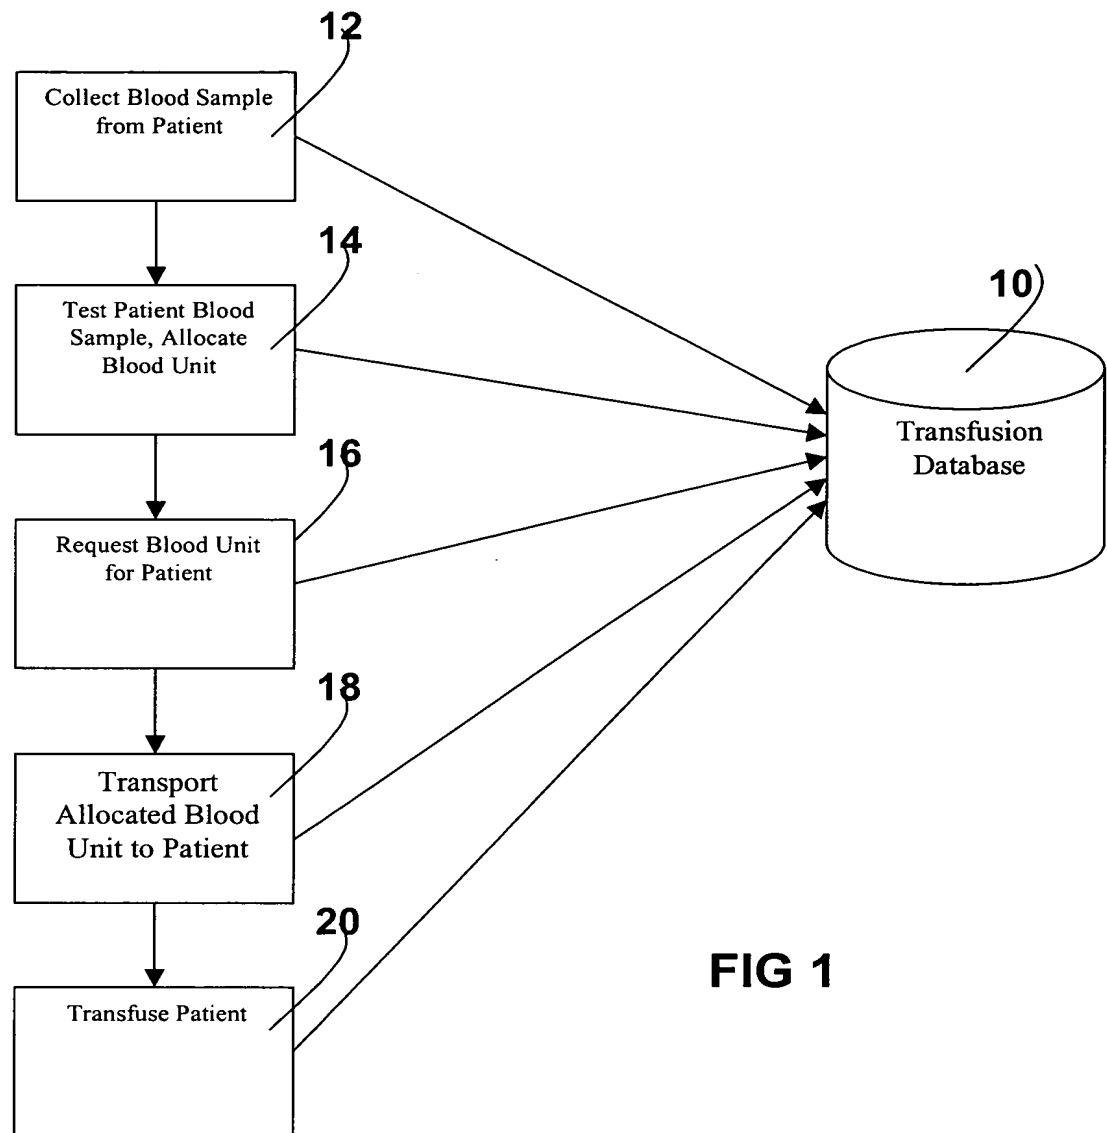 12
Collect Blood Sample
from Patient
14
Test Patient Blood
Sample, Allocate
Blood Unit
10
Transfusion
Database
16
Request Blood Unit
for Patient
18
Transport
Allocated Blood
Unit to Patient
20
Transfuse Patient
FIG 1